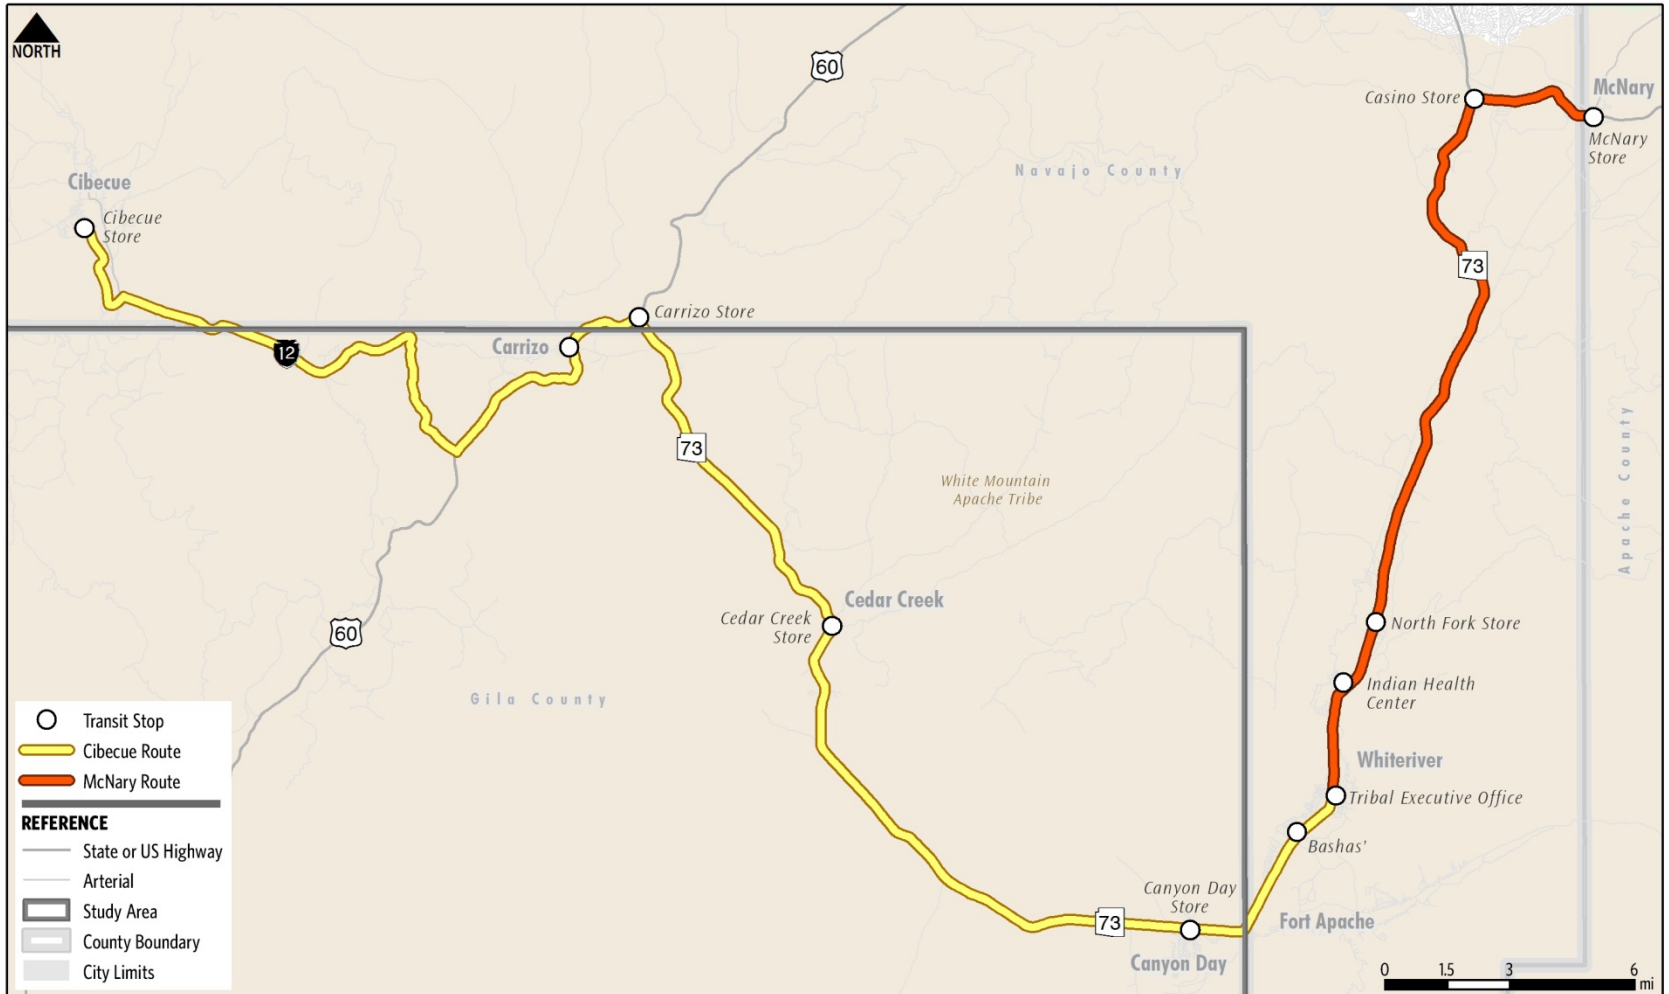 NORTH
60
Casino Store
McNary
McNary
Store
Navajo County
Cibecue
Cibecue
Store
73
Carrizo Store
Carrizo
12
73
White Mountain
Apache Tribe
Apache County
Cedar Creek
Cedar Creek
Store
North Fork Store
60
Indian Health
Center
Gila County
Whiteriver
Tribal Executive Office
Bashas'
Canyon Day
Store
73
Fort Apache
Canyon Day
Transit Stop
Cibecue Route
McNary Route
REFERENCE
State or US Highway
Arterial
Study Area
County Boundary
City Limits
0 1.5 3 6
mi